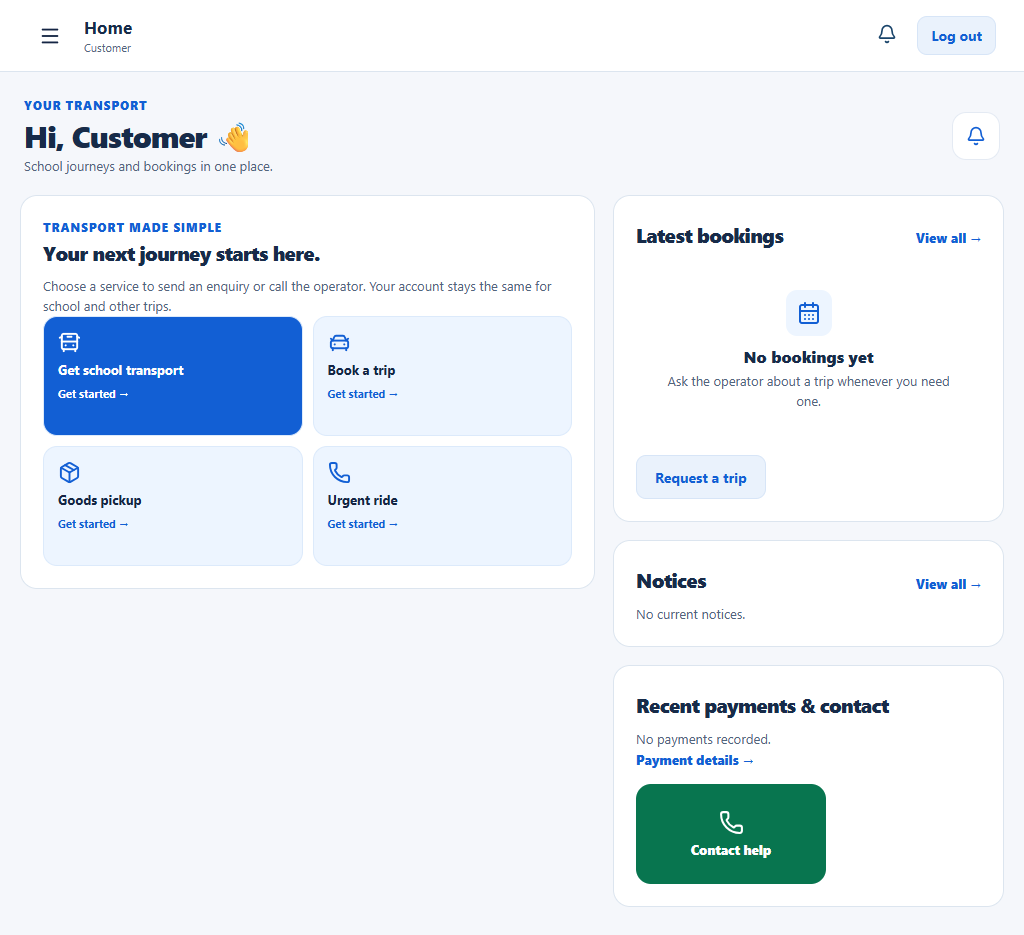 Home
Customer
Log out
YOUR TRANSPORT
Hi, Customer 👋
School journeys and bookings in one place.
TRANSPORT MADE SIMPLE
Your next journey starts here.
Choose a service to send an enquiry or call the operator. Your account stays the same for
school and other trips.
Get school transport
Get started →
Book a trip
Get started →
Goods pickup
Get started →
Urgent ride
Get started →
Latest bookings
View all →
No bookings yet
Ask the operator about a trip whenever you need
one.
Request a trip
Notices
View all →
No current notices.
Recent payments & contact
No payments recorded.
Payment details →
Contact help